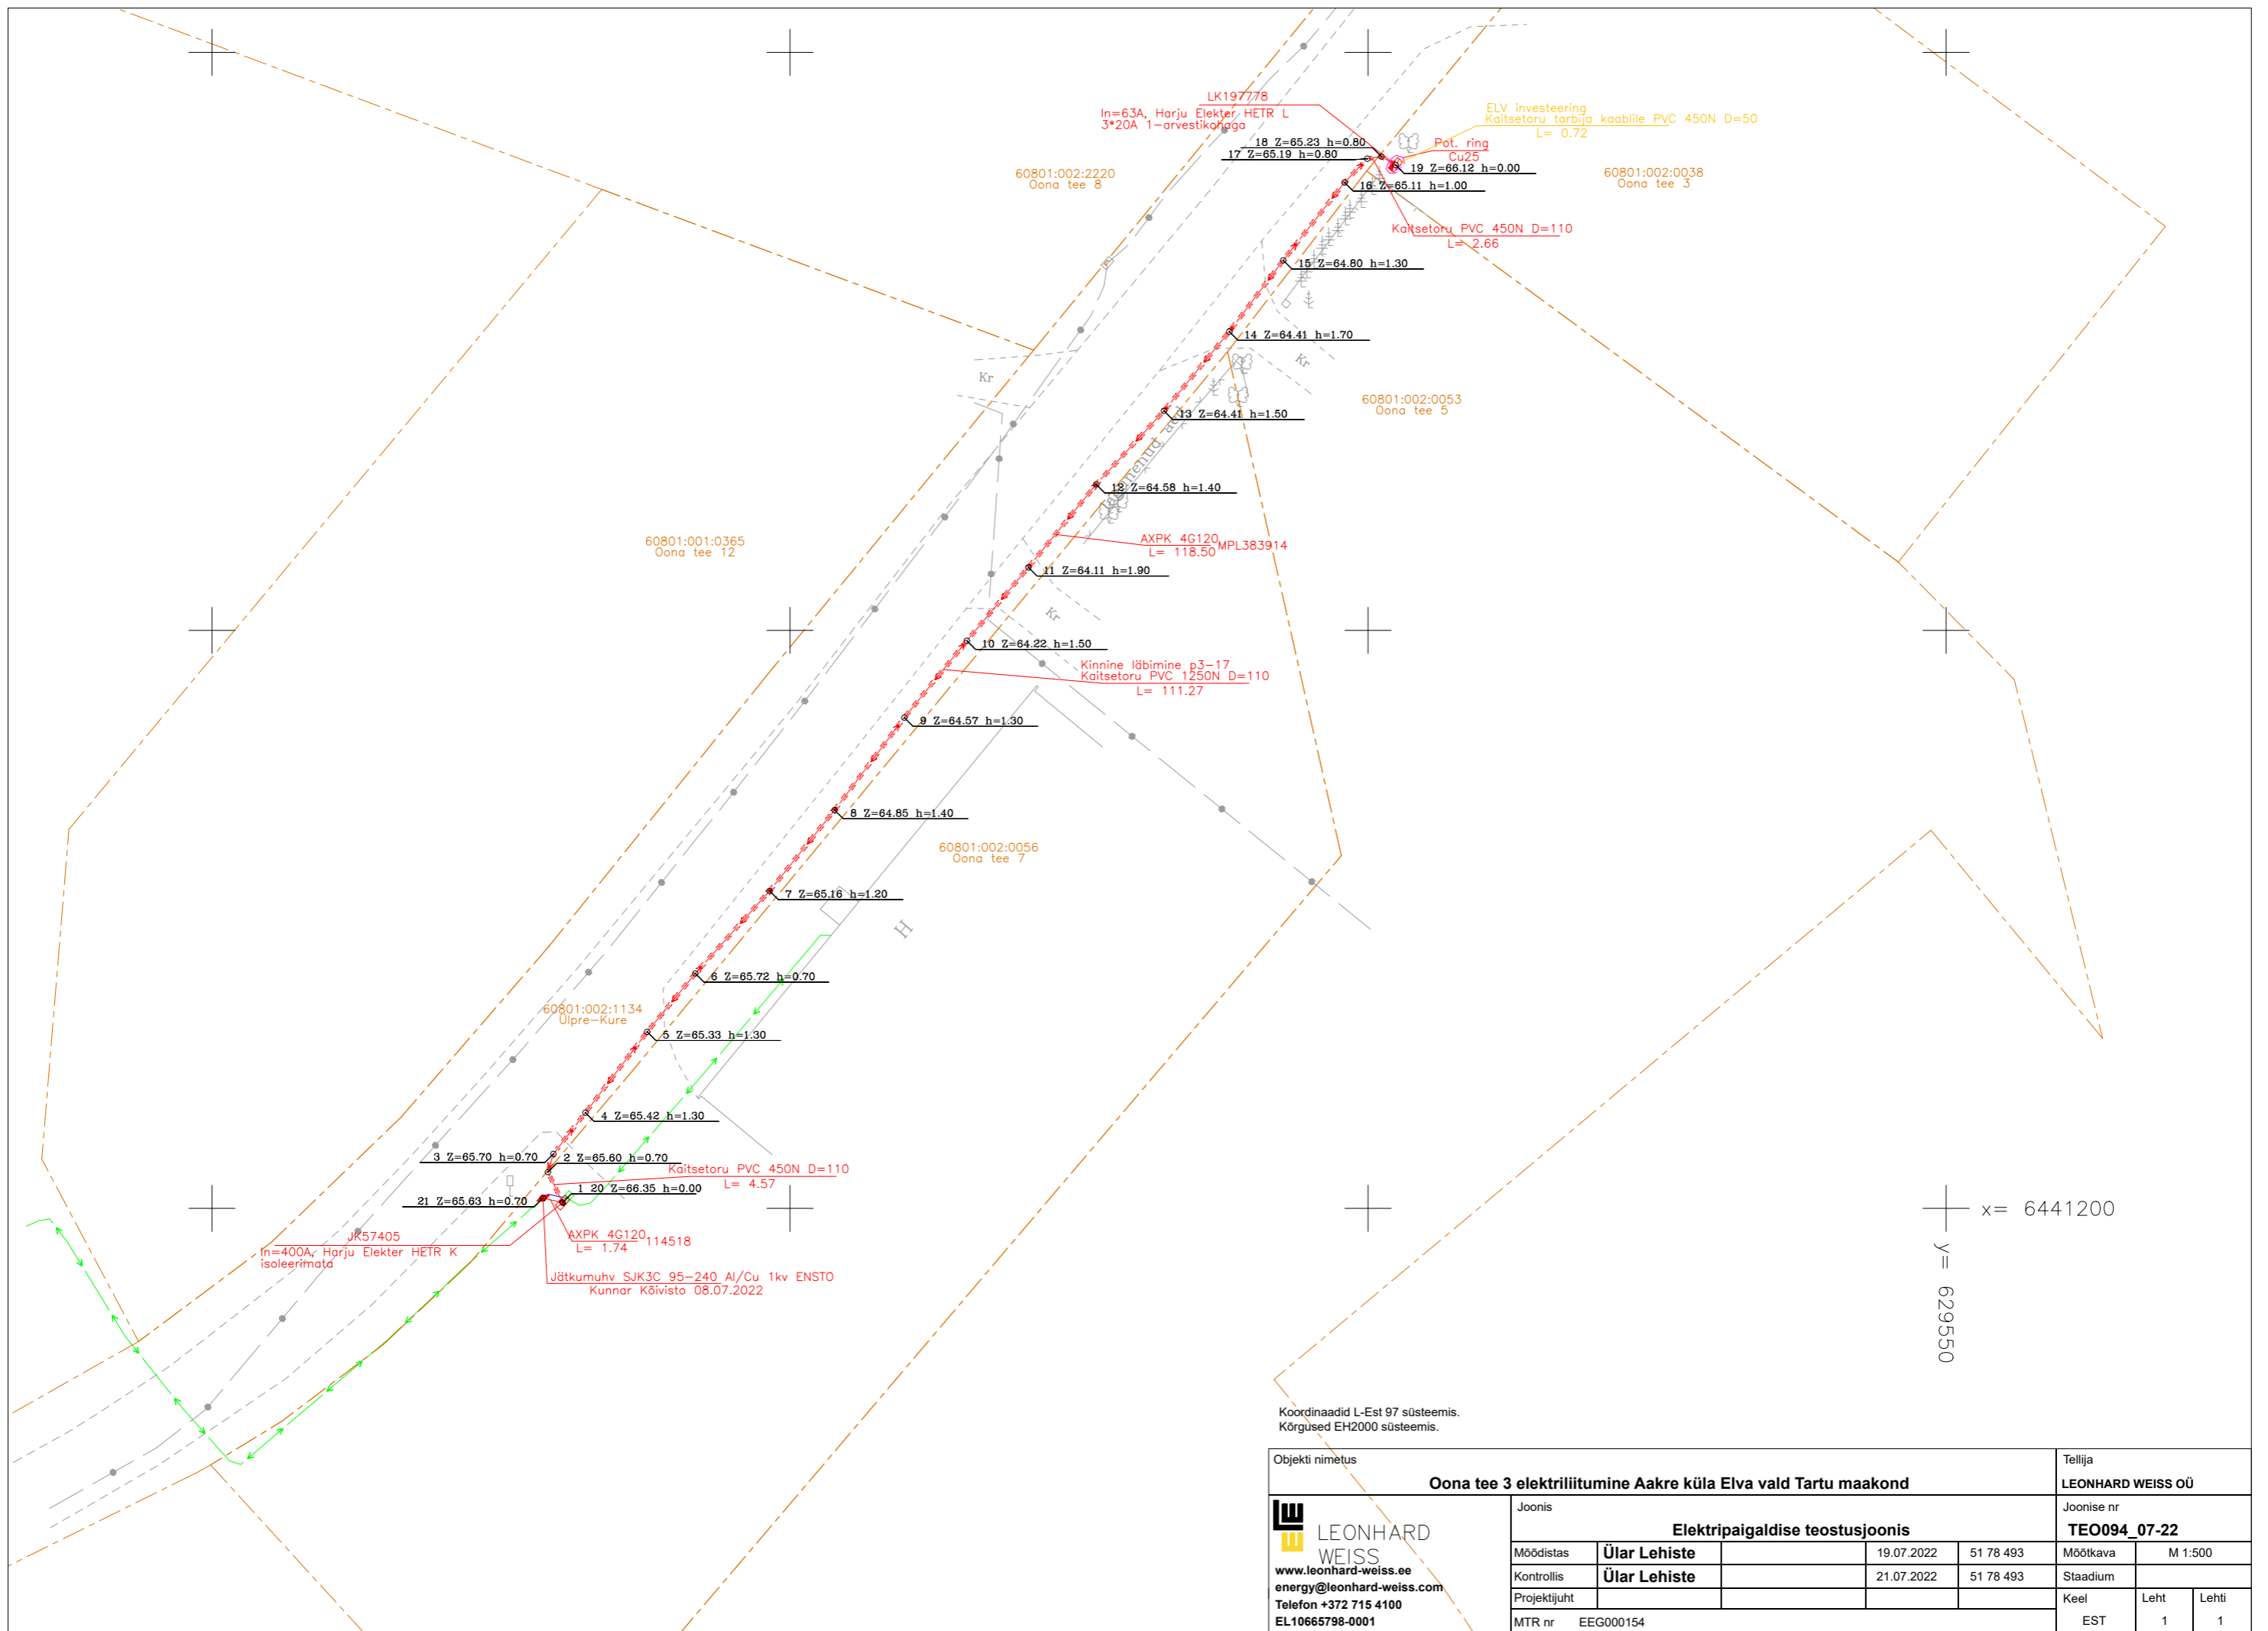 LK197778
In=63A, Harju Elekter HETR L
3*20A 1-arvestikohaga
ELV investeering
Kaitsetoru tarbija kaablile PVC 450N D=50
L= 0.72
18 Z=65.23 h=0.80
17 Z=65.19 h=0.80
Pot. ring
Cu25
19 Z=66.12 h=0.00
16 Z=65.11 h=1.00
60801:002:2220
Oona tee 8
60801:002:0038
Oona tee 3
Kaitsetoru PVC 450N D=110
L= 2.66
15 Z=64.80 h=1.30
14 Z=64.41 h=1.70
Kr
Kr
60801:002:0053
Oona tee 5
13 Z=64.41 h=1.50
12 Z=64.58 h=1.40
60801:001:0365
Oona tee 12
AXPK 4G120
L= 118.50
MPL383914
11 Z=64.11 h=1.90
Kr
10 Z=64.22 h=1.50
Kinnine läbimine p3-17
Kaitsetoru PVC 1250N D=110
L= 111.27
9 Z=64.57 h=1.30
8 Z=64.85 h=1.40
60801:002:0056
Oona tee 7
7 Z=65.16 h=1.20
H
6 Z=65.72 h=0.70
60801:002:1134
Ülpre-Kure
5 Z=65.33 h=1.30
4 Z=65.42 h=1.30
3 Z=65.70 h=0.70
2 Z=65.60 h=0.70
Kaitsetoru PVC 450N D=110
L= 4.57
1 20 Z=66.35 h=0.00
21 Z=65.63 h=0.70
JK57405
In=400A, Harju Elekter HETR K
isoleerimata
AXPK 4G120
L= 1.74
114518
Jätkumuhv SJK3C 95-240 Al/Cu 1kv ENSTO
Kunnar Kõivisto 08.07.2022
x= 6441200
y= 629550
Koordinaadid L-Est 97 süsteemis.
Kõrgused EH2000 süsteemis.
Objekti nimetus
Oona tee 3 elektriliitumine Aakre küla Elva vald Tartu maakond
Tellija
LEONHARD WEISS OÜ
LEONHARD
WEISS
www.leonhard-weiss.ee
energy@leonhard-weiss.com
Telefon +372 715 4100
EL10665798-0001
Joonis
Elektripaigaldise teostusjoonis
Joonise nr
TEO094_07-22
Mõõdistas Ülar Lehiste 19.07.2022 51 78 493
Mõõtkava M 1:500
Kontrollis Ülar Lehiste 21.07.2022 51 78 493
Staadium
Projektijuht
MTR nr EEG000154
Keel Leht Lehti
EST 1 1